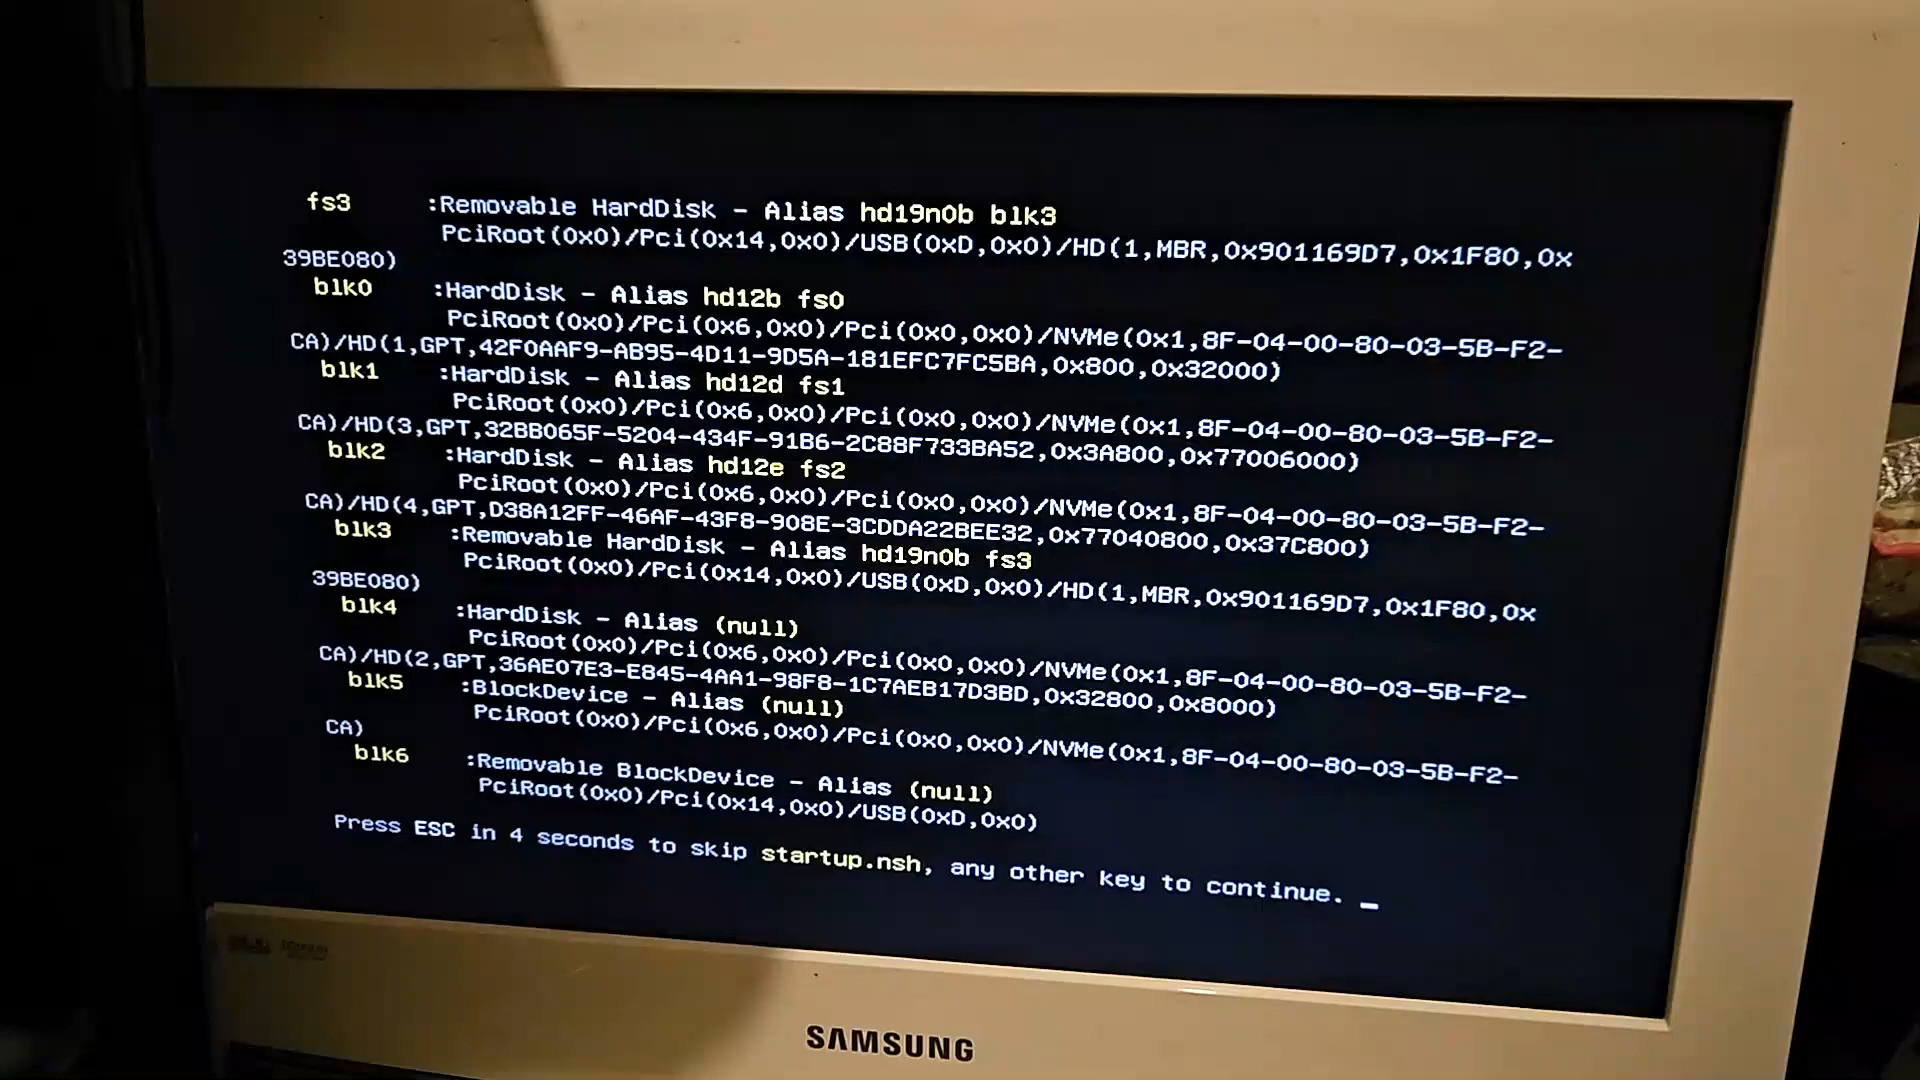 fs3 :Removable HardDisk - Alias hd19n0b blk3
PciRoot(0x0)/Pci(0x14,0x0)/USB(0xD,0x0)/HD(1,MBR,0x901169D7,0x1F80,0x
39BE080)
blk0 :HardDisk - Alias hd12b fs0
PciRoot(0x0)/Pci(0x6,0x0)/Pci(0x0,0x0)/NVMe(0x1,8F-04-00-80-03-5B-F2-
CA)/HD(1,GPT,42F0AAF9-AB95-4D11-9D5A-181EFC7FC5BA,0x800,0x32000)
blk1 :HardDisk - Alias hd12d fs1
PciRoot(0x0)/Pci(0x6,0x0)/Pci(0x0,0x0)/NVMe(0x1,8F-04-00-80-03-5B-F2-
CA)/HD(3,GPT,32BB065F-5204-434F-91B6-2C88F733BA52,0x3A800,0x77006000)
blk2 :HardDisk - Alias hd12e fs2
PciRoot(0x0)/Pci(0x6,0x0)/Pci(0x0,0x0)/NVMe(0x1,8F-04-00-80-03-5B-F2-
CA)/HD(4,GPT,D38A12FF-46AF-43F8-908E-3CDDA22BEE32,0x77040800,0x37C800)
blk3 :Removable HardDisk - Alias hd19n0b fs3
PciRoot(0x0)/Pci(0x14,0x0)/USB(0xD,0x0)/HD(1,MBR,0x901169D7,0x1F80,0x
39BE080)
blk4 :HardDisk - Alias (null)
PciRoot(0x0)/Pci(0x6,0x0)/Pci(0x0,0x0)/NVMe(0x1,8F-04-00-80-03-5B-F2-
CA)/HD(2,GPT,36AE07E3-E845-4AA1-98F8-1C7AEB17D3BD,0x32800,0x8000)
blk5 :BlockDevice - Alias (null)
PciRoot(0x0)/Pci(0x6,0x0)/Pci(0x0,0x0)/NVMe(0x1,8F-04-00-80-03-5B-F2-
CA)
blk6 :Removable BlockDevice - Alias (null)
PciRoot(0x0)/Pci(0x14,0x0)/USB(0xD,0x0)
Press ESC in 4 seconds to skip startup.nsh, any other key to continue. _
SAMSUNG